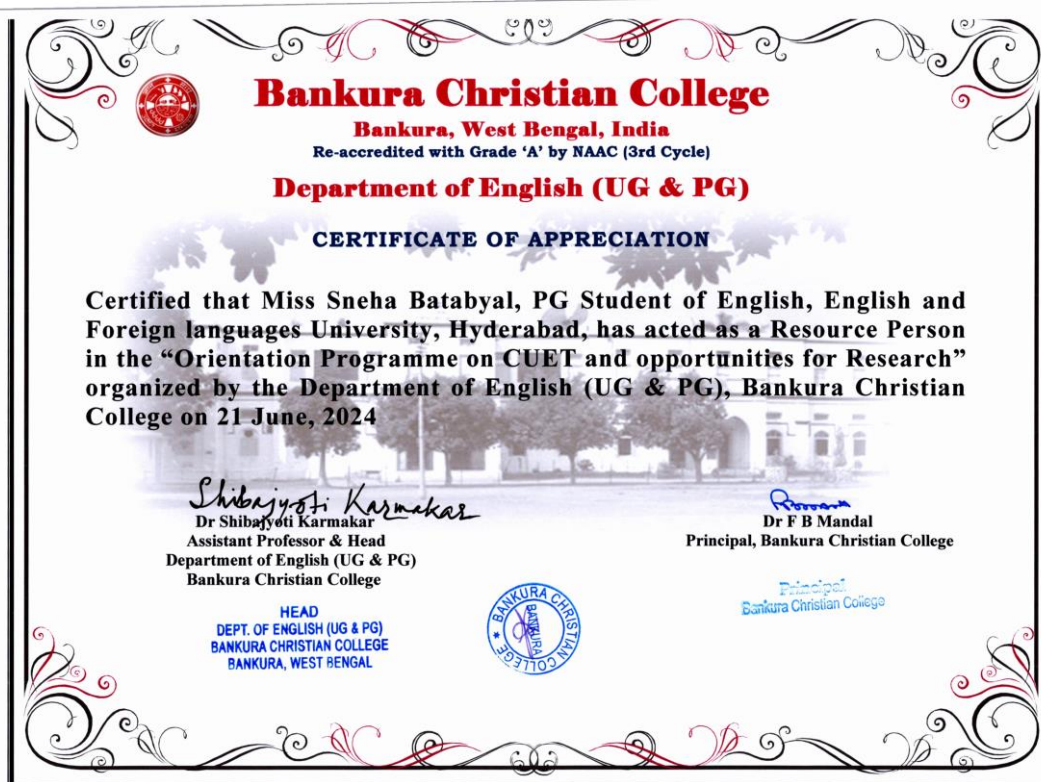 Bankura Christian College
Bankura, West Bengal, India
Re-accredited with Grade ‘A’ by NAAC (3rd Cycle)
Department of English (UG & PG)
CERTIFICATE OF APPRECIATION
Certified that Miss Sneha Batabyal, PG Student of English, English and
Foreign languages University, Hyderabad, has acted as a Resource Person
in the “Orientation Programme on CUET and opportunities for Research”
organized by the Department of English (UG & PG), Bankura Christian
College on 21 June, 2024
Shibajyoti Karmakar
Dr Shibajyoti Karmakar
Assistant Professor & Head
Department of English (UG & PG)
Bankura Christian College
Dr F B Mandal
Principal, Bankura Christian College
HEAD
DEPT. OF ENGLISH (UG & PG)
BANKURA CHRISTIAN COLLEGE
BANKURA, WEST BENGAL
BANKURA CHRISTIAN COLLEGE
BANKURA
Principal
Bankura Christian College